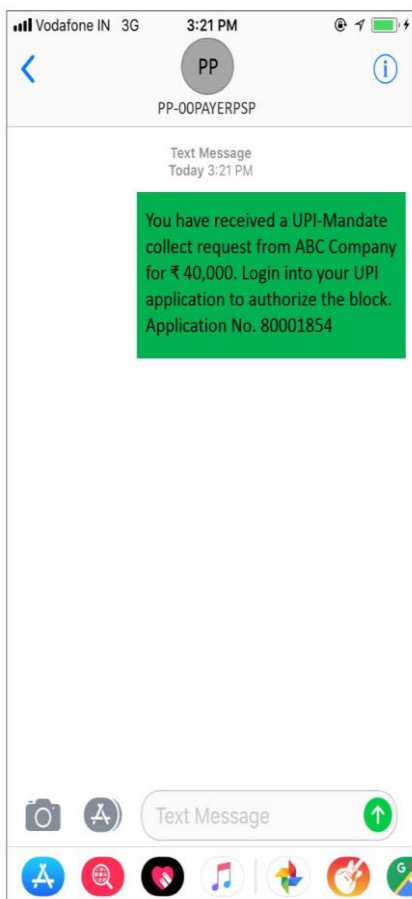 Vodafone IN 3G 3:21 PM
PP
PP-00PAYERPSP
Text Message
Today 3:21 PM
You have received a UPI-Mandate
collect request from ABC Company
for ₹ 40,000. Login into your UPI
application to authorize the block.
Application No. 80001854
Text Message